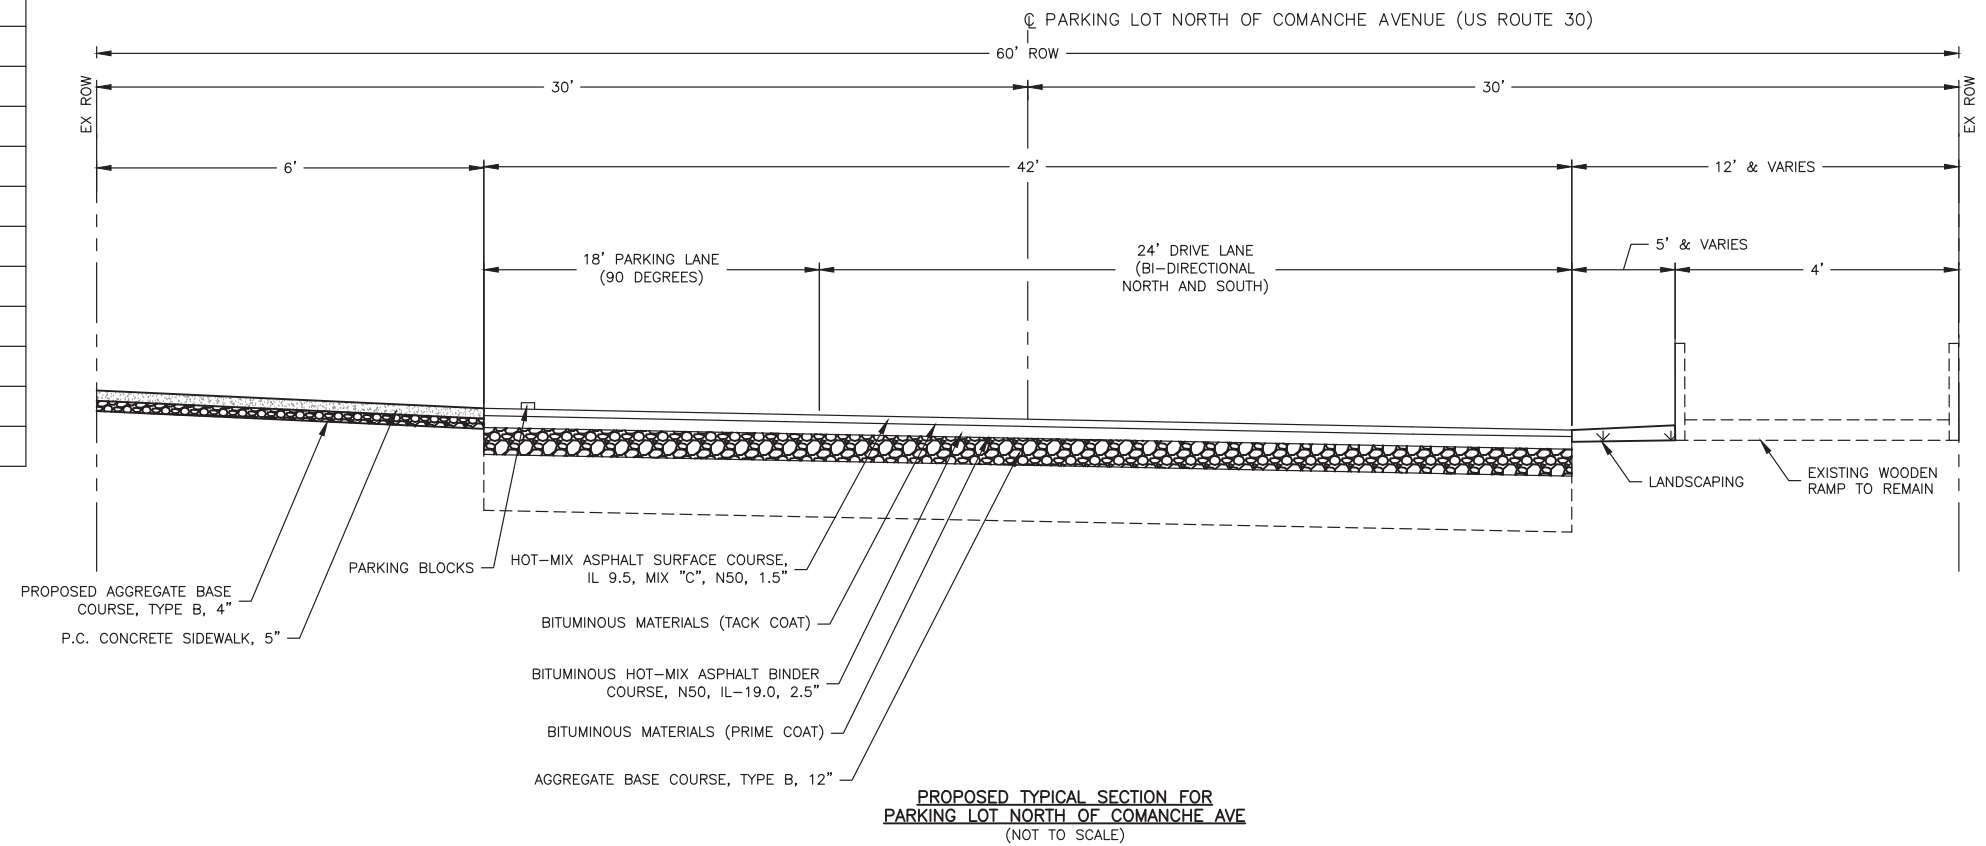 ℄ PARKING LOT NORTH OF COMANCHE AVENUE (US ROUTE 30)
60' ROW
30'
30'
EX ROW
EX ROW
6'
42'
12' & VARIES
18' PARKING LANE
(90 DEGREES)
24' DRIVE LANE
(BI-DIRECTIONAL
NORTH AND SOUTH)
5' & VARIES
4'
LANDSCAPING
EXISTING WOODEN
RAMP TO REMAIN
PARKING BLOCKS
HOT-MIX ASPHALT SURFACE COURSE,
IL 9.5, MIX "C", N50, 1.5"
PROPOSED AGGREGATE BASE
COURSE, TYPE B, 4"
P.C. CONCRETE SIDEWALK, 5"
BITUMINOUS MATERIALS (TACK COAT)
BITUMINOUS HOT-MIX ASPHALT BINDER
COURSE, N50, IL-19.0, 2.5"
BITUMINOUS MATERIALS (PRIME COAT)
AGGREGATE BASE COURSE, TYPE B, 12"
PROPOSED TYPICAL SECTION FOR
PARKING LOT NORTH OF COMANCHE AVE
(NOT TO SCALE)